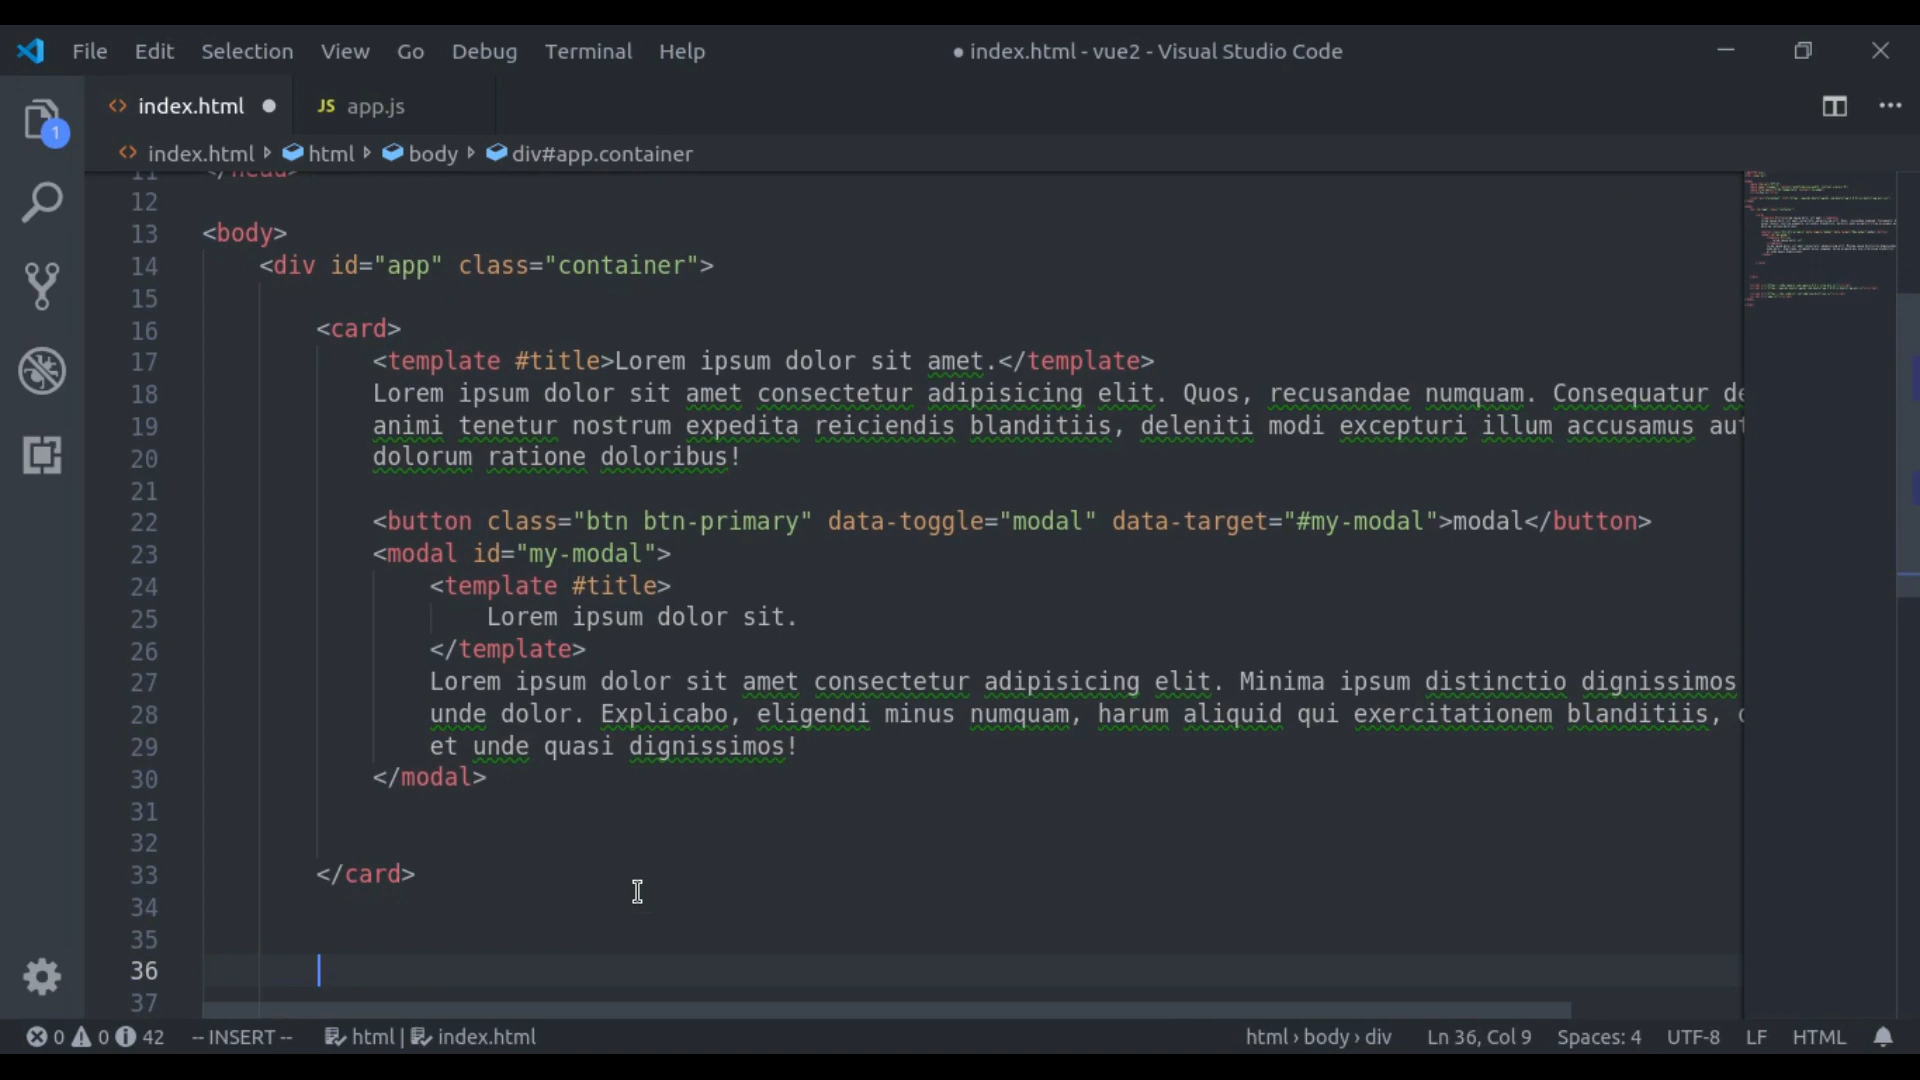 File Edit Selection View Go Debug Terminal Help ● index.html - vue2 - Visual Studio Code
<> index.html ● JS app.js
1
<> index.html html body div#app.container
11 </head>
12
13 <body>
14 <div id="app" class="container">
15
16 <card>
17 <template #title>Lorem ipsum dolor sit amet.</template>
18 Lorem ipsum dolor sit amet consectetur adipisicing elit. Quos, recusandae numquam. Consequatur de
19 animi tenetur nostrum expedita reiciendis blanditiis, deleniti modi excepturi illum accusamus aut
20 dolorum ratione doloribus!
21
22 <button class="btn btn-primary" data-toggle="modal" data-target="#my-modal">modal</button>
23 <modal id="my-modal">
24 <template #title>
25 Lorem ipsum dolor sit.
26 </template>
27 Lorem ipsum dolor sit amet consectetur adipisicing elit. Minima ipsum distinctio dignissimos
28 unde dolor. Explicabo, eligendi minus numquam, harum aliquid qui exercitationem blanditiis,
29 et unde quasi dignissimos!
30 </modal>
31
32
33 </card>
34
35
36
37
0 0 42 -- INSERT -- html | index.html html › body › div Ln 36, Col 9 Spaces: 4 UTF-8 LF HTML